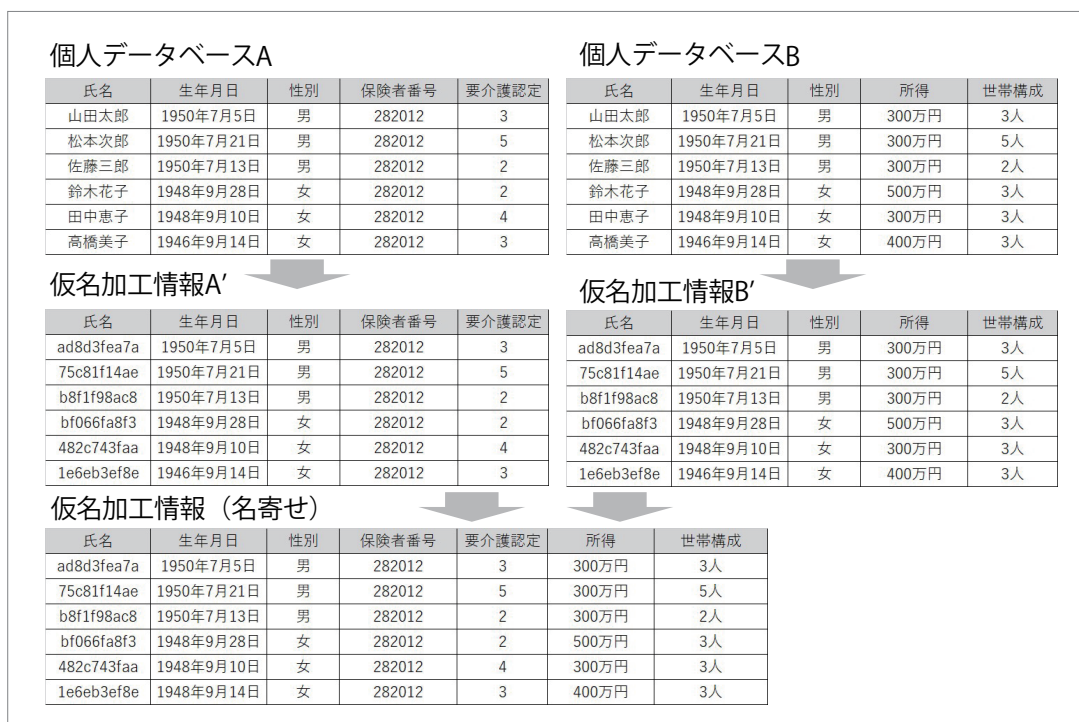 個人データベースA
氏名 生年月日 性別 保険者番号 要介護認定
山田太郎 1950年7月5日 男 282012 3
松本次郎 1950年7月21日 男 282012 5
佐藤三郎 1950年7月13日 男 282012 2
鈴木花子 1948年9月28日 女 282012 2
田中恵子 1948年9月10日 女 282012 4
高橋美子 1946年9月14日 女 282012 3
個人データベースB
氏名 生年月日 性別 所得 世帯構成
山田太郎 1950年7月5日 男 300万円 3人
松本次郎 1950年7月21日 男 300万円 5人
佐藤三郎 1950年7月13日 男 300万円 2人
鈴木花子 1948年9月28日 女 500万円 3人
田中恵子 1948年9月10日 女 300万円 3人
高橋美子 1946年9月14日 女 400万円 3人
仮名加工情報A’
氏名 生年月日 性別 保険者番号 要介護認定
ad8d3fea7a 1950年7月5日 男 282012 3
75c81f14ae 1950年7月21日 男 282012 5
b8f1f98ac8 1950年7月13日 男 282012 2
bf066fa8f3 1948年9月28日 女 282012 2
482c743faa 1948年9月10日 女 282012 4
1e6eb3ef8e 1946年9月14日 女 282012 3
仮名加工情報B’
氏名 生年月日 性別 所得 世帯構成
ad8d3fea7a 1950年7月5日 男 300万円 3人
75c81f14ae 1950年7月21日 男 300万円 5人
b8f1f98ac8 1950年7月13日 男 300万円 2人
bf066fa8f3 1948年9月28日 女 500万円 3人
482c743faa 1948年9月10日 女 300万円 3人
1e6eb3ef8e 1946年9月14日 女 400万円 3人
仮名加工情報（名寄せ）
氏名 生年月日 性別 保険者番号 要介護認定 所得 世帯構成
ad8d3fea7a 1950年7月5日 男 282012 3 300万円 3人
75c81f14ae 1950年7月21日 男 282012 5 300万円 5人
b8f1f98ac8 1950年7月13日 男 282012 2 300万円 2人
bf066fa8f3 1948年9月28日 女 282012 2 500万円 3人
482c743faa 1948年9月10日 女 282012 4 300万円 3人
1e6eb3ef8e 1948年9月14日 女 282012 3 400万円 3人